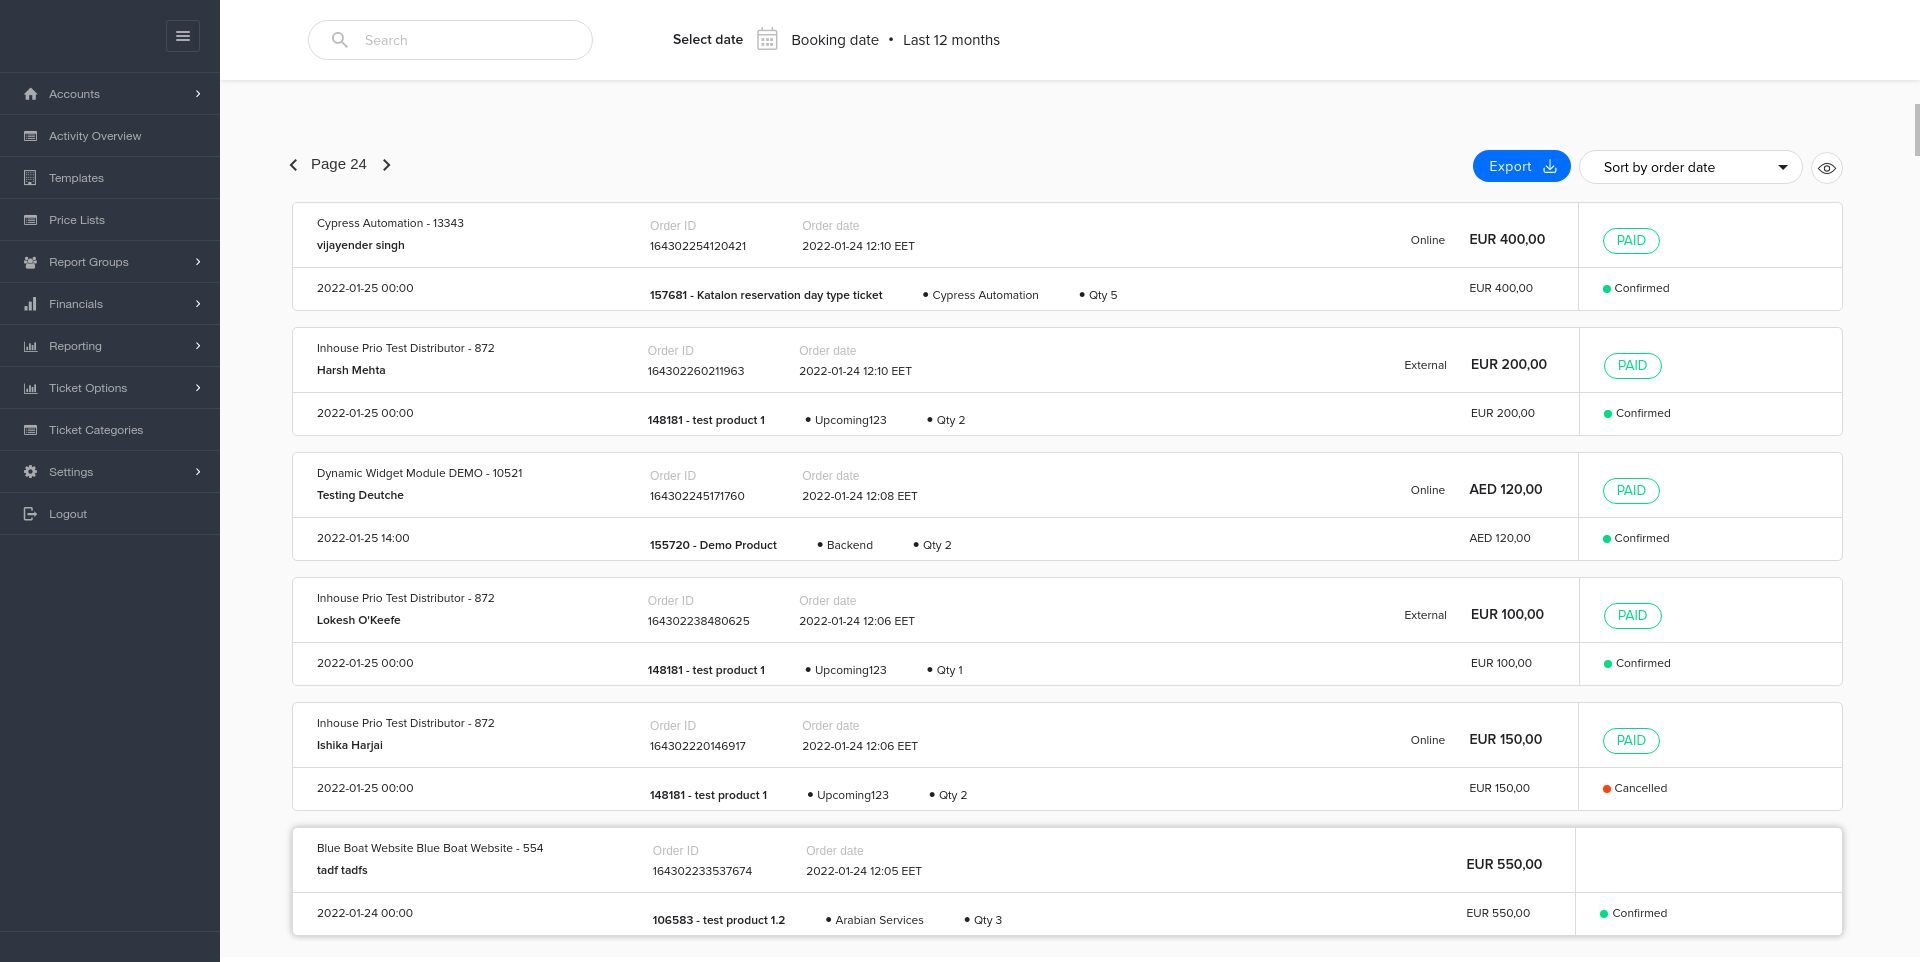 Search
Select date Booking date • Last 12 months
Accounts
Activity Overview
Templates
Price Lists
Report Groups
Financials
Reporting
Ticket Options
Ticket Categories
Settings
Logout
Page 24
Export
Sort by order date
Cypress Automation - 13343
vijayender singh
Order ID
164302254120421
Order date
2022-01-24 12:10 EET
Online
EUR 400,00
PAID
2022-01-25 00:00
157681 - Katalon reservation day type ticket • Cypress Automation • Qty 5
EUR 400,00
Confirmed
Inhouse Prio Test Distributor - 872
Harsh Mehta
Order ID
164302260211963
Order date
2022-01-24 12:10 EET
External
EUR 200,00
PAID
2022-01-25 00:00
148181 - test product 1 • Upcoming123 • Qty 2
EUR 200,00
Confirmed
Dynamic Widget Module DEMO - 10521
Testing Deutche
Order ID
164302245171760
Order date
2022-01-24 12:08 EET
Online
AED 120,00
PAID
2022-01-25 14:00
155720 - Demo Product • Backend • Qty 2
AED 120,00
Confirmed
Inhouse Prio Test Distributor - 872
Lokesh O'Keefe
Order ID
164302238480625
Order date
2022-01-24 12:06 EET
External
EUR 100,00
PAID
2022-01-25 00:00
148181 - test product 1 • Upcoming123 • Qty 1
EUR 100,00
Confirmed
Inhouse Prio Test Distributor - 872
Ishika Harjai
Order ID
164302220146917
Order date
2022-01-24 12:06 EET
Online
EUR 150,00
PAID
2022-01-25 00:00
148181 - test product 1 • Upcoming123 • Qty 2
EUR 150,00
Cancelled
Blue Boat Website Blue Boat Website - 554
tadf tadfs
Order ID
164302233537674
Order date
2022-01-24 12:05 EET
EUR 550,00
2022-01-24 00:00
106583 - test product 1.2 • Arabian Services • Qty 3
EUR 550,00
Confirmed